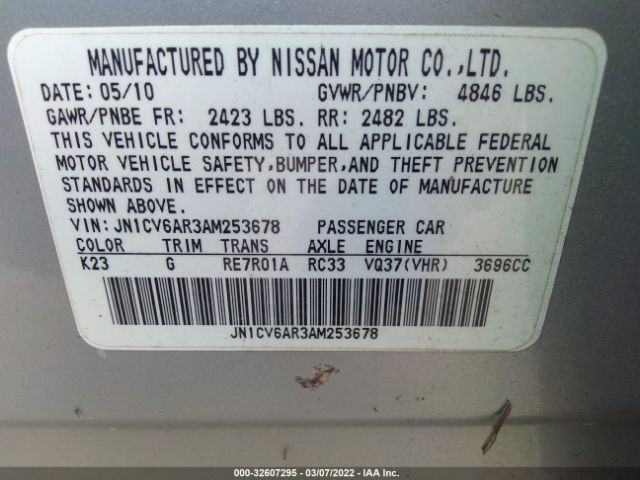 MANUFACTURED BY NISSAN MOTOR CO.,LTD.
DATE: 05/10 GVWR/PNBV: 4846 LBS.
GAWR/PNBE FR: 2423 LBS. RR: 2482 LBS.
THIS VEHICLE CONFORMS TO ALL APPLICABLE FEDERAL
MOTOR VEHICLE SAFETY,BUMPER,AND THEFT PREVENTION
STANDARDS IN EFFECT ON THE DATE OF MANUFACTURE
SHOWN ABOVE.
VIN:JN1CV6AR3AM253678 PASSENGER CAR
COLOR TRIM TRANS AXLE ENGINE
K23 G RE7R01A RC33 VQ37(VHR) 3696CC
JN1CV6AR3AM253678
000-32607295 - 03/07/2022 - IAA Inc.